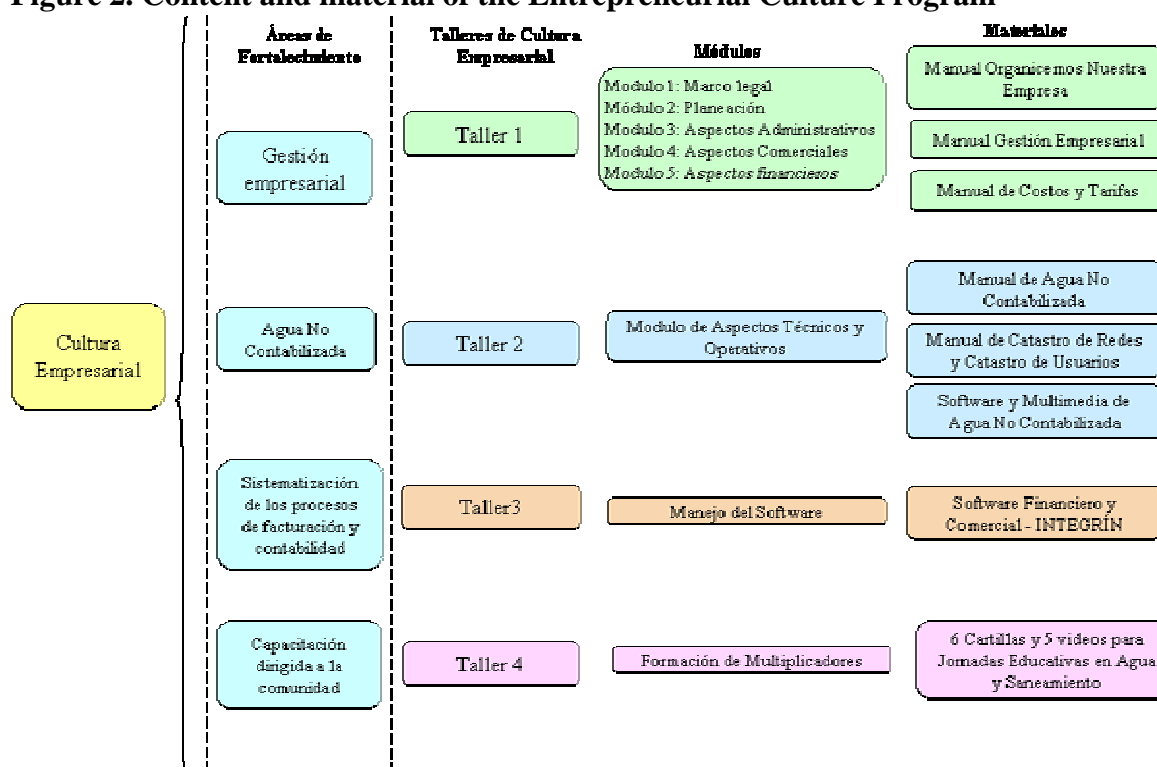 Figure 2. Content and material of the Entrepreneurial Culture Program
Áreas de
Fortalecimiento
Talleres de Cultura
Empresarial
Módulos
Materiales
Cultura
Empresarial
Gestión
empresarial
Taller 1
Modulo 1: Marco legal
Módulo 2: Planeación
Modulo 3: Aspectos Administrativos
Modulo 4: Aspectos Comerciales
Modulo 5: Aspectos financieros
Manual Organicemos Nuestra
Empresa
Manual Gestión Empresarial
Manual de Costos y Tarifas
Agua No
Contabilizada
Taller 2
Modulo de Aspectos Técnicos y
Operativos
Manual de Agua No
Contabilizada
Manual de Catastro de Redes
y Catastro de Usuarios
Software y Multimedia de
Agua No Contabilizada
Sistematización
de los procesos
de facturación y
contabilidad
Taller3
Manejo del Software
Software Financiero y
Comercial - INTEGRÍN
Capacitación
dirigida a la
comunidad
Taller 4
Formación de Multiplicadores
6 Cartillas y 5 videos para
Jornadas Educativas en Agua
y Saneamiento